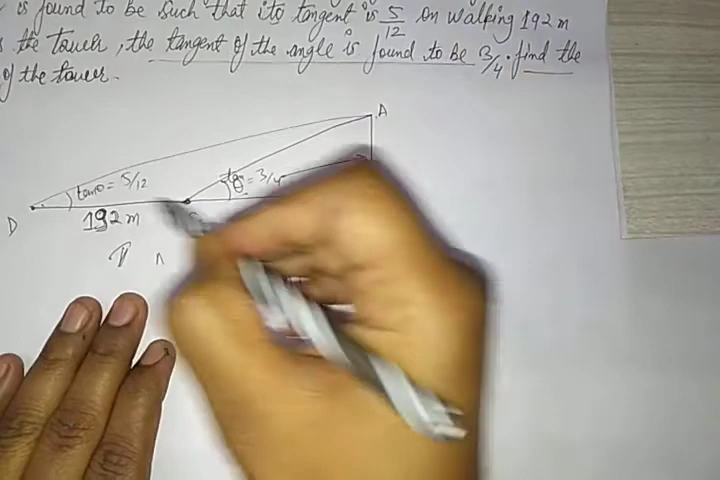 is found to be such that its tangent is 5/12 on walking 192 m
the tower, the tangent of the angle is found to be 3/4. find the
of the tower.
A
tanθ = 5/12
θ = 3/4
D
192 m